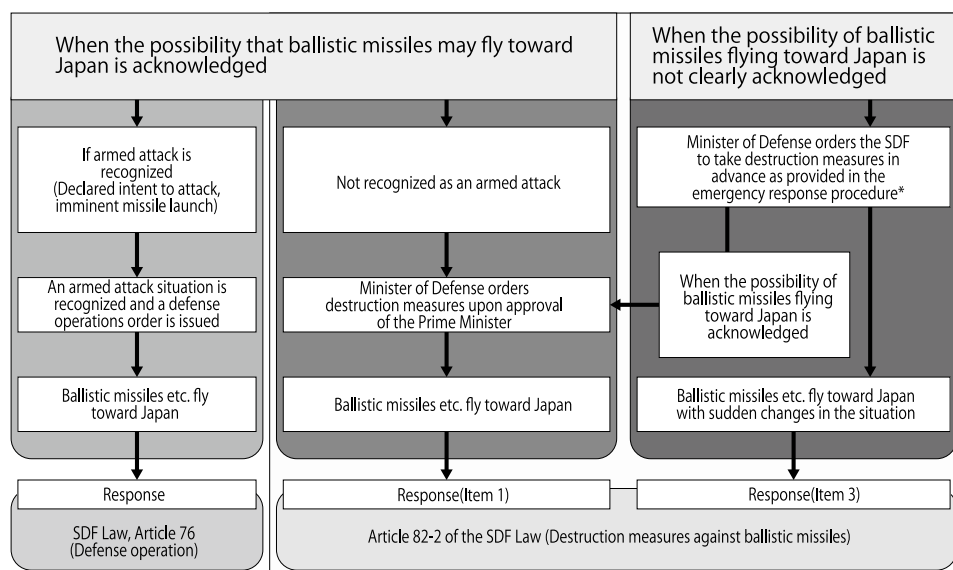 When the possibility that ballistic missiles may fly toward
Japan is acknowledged
When the possibility of ballistic
missiles flying toward Japan is
not clearly acknowledged
If armed attack is
recognized
(Declared intent to attack,
imminent missile launch)
Not recognized as an armed attack
Minister of Defense orders the SDF
to take destruction measures in
advance as provided in the
emergency response procedure*
An armed attack situation is
recognized and a defense
operations order is issued
Minister of Defense orders
destruction measures upon approval
of the Prime Minister
When the possibility of
ballistic missiles flying
toward Japan is
acknowledged
Ballistic missiles etc. fly
toward Japan
Ballistic missiles etc. fly toward Japan
Ballistic missiles etc. fly toward Japan
with sudden changes in the situation
Response
Response(Item 1)
Response(Item 3)
SDF Law, Article 76
(Defense operation)
Article 82-2 of the SDF Law (Destruction measures against ballistic missiles)